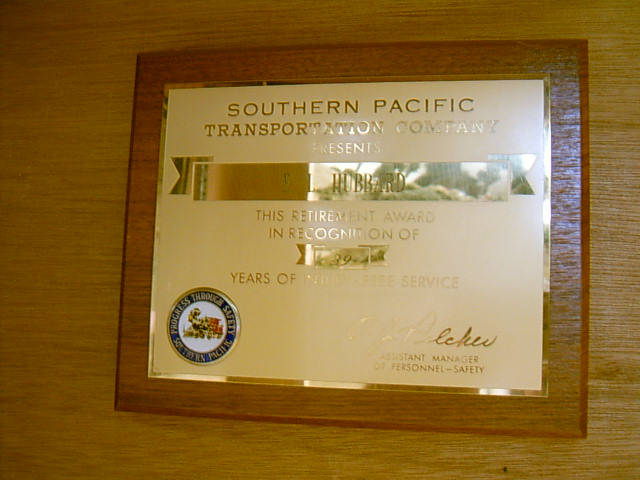 SOUTHERN PACIFIC
TRANSPORTATION COMPANY
PRESENTS
L. HUBBARD
THIS RETIREMENT AWARD
IN RECOGNITION OF
39
YEARS OF INJURY-FREE SERVICE
PROGRESS THROUGH SAFETY
SOUTHERN PACIFIC
ASSISTANT MANAGER
OF PERSONNEL-SAFETY